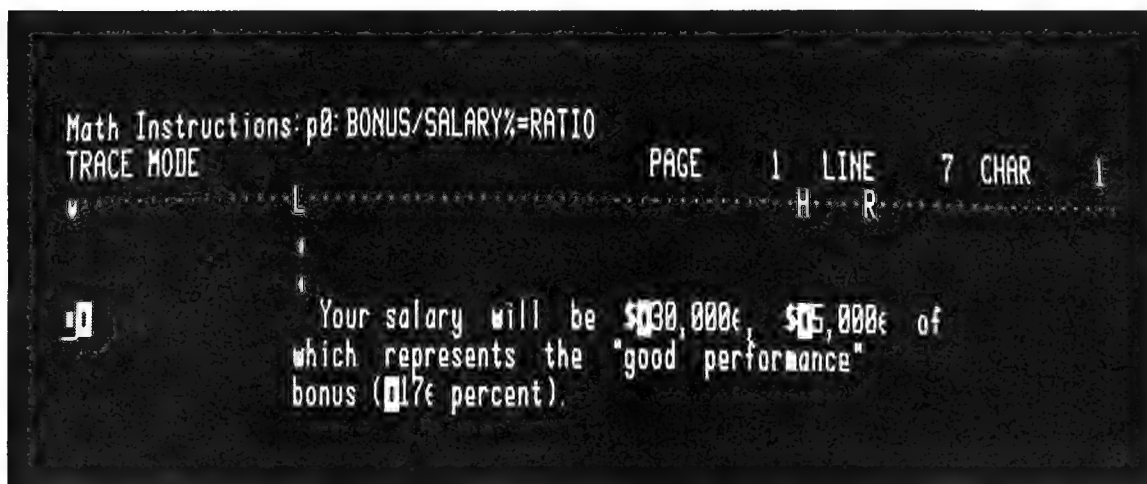 Math Instructions:p0:BONUS/SALARY%=RATIO
TRACE MODE PAGE 1 LINE 7 CHAR 1
L H R
Your salary will be $30,000€, $5,000€ of
which represents the "good performance"
bonus (17€ percent).